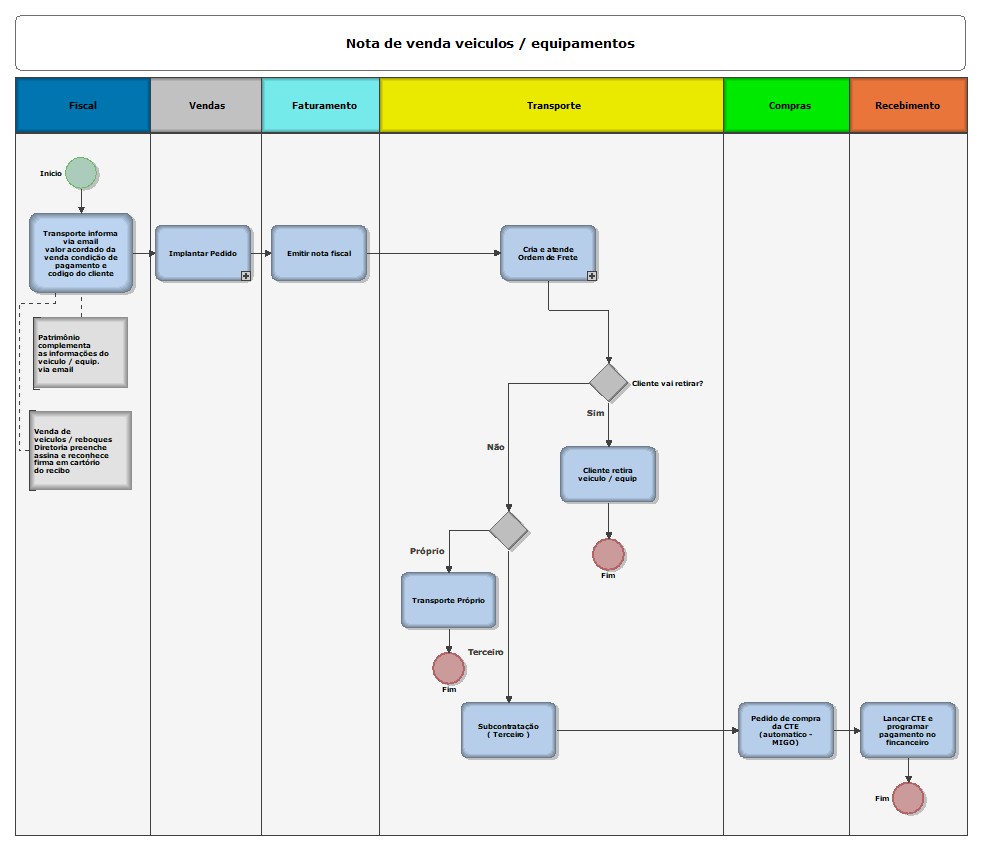 Nota de venda veiculos / equipamentos
Fiscal
Vendas
Faturamento
Transporte
Compras
Recebimento
Inicio
Transporte informa
via email
valor acordado da
venda condição de
pagamento e
codigo do cliente
Implantar Pedido
Emitir nota fiscal
Cria e atende
Ordem de Frete
Patrimônio
complementa
as informações do
veiculo / equip.
via email
Cliente vai retirar?
Sim
Não
Venda de
veiculos / reboques
Diretoria preenche
assina e reconhece
firma em cartório
do recibo
Cliente retira
veiculo / equip
Fim
Próprio
Transporte Próprio
Terceiro
Fim
Subcontratação
( Terceiro )
Pedido de compra
da CTE
(automatico -
MIGO)
Lançar CTE e
programar
pagamento no
fincanceiro
Fim